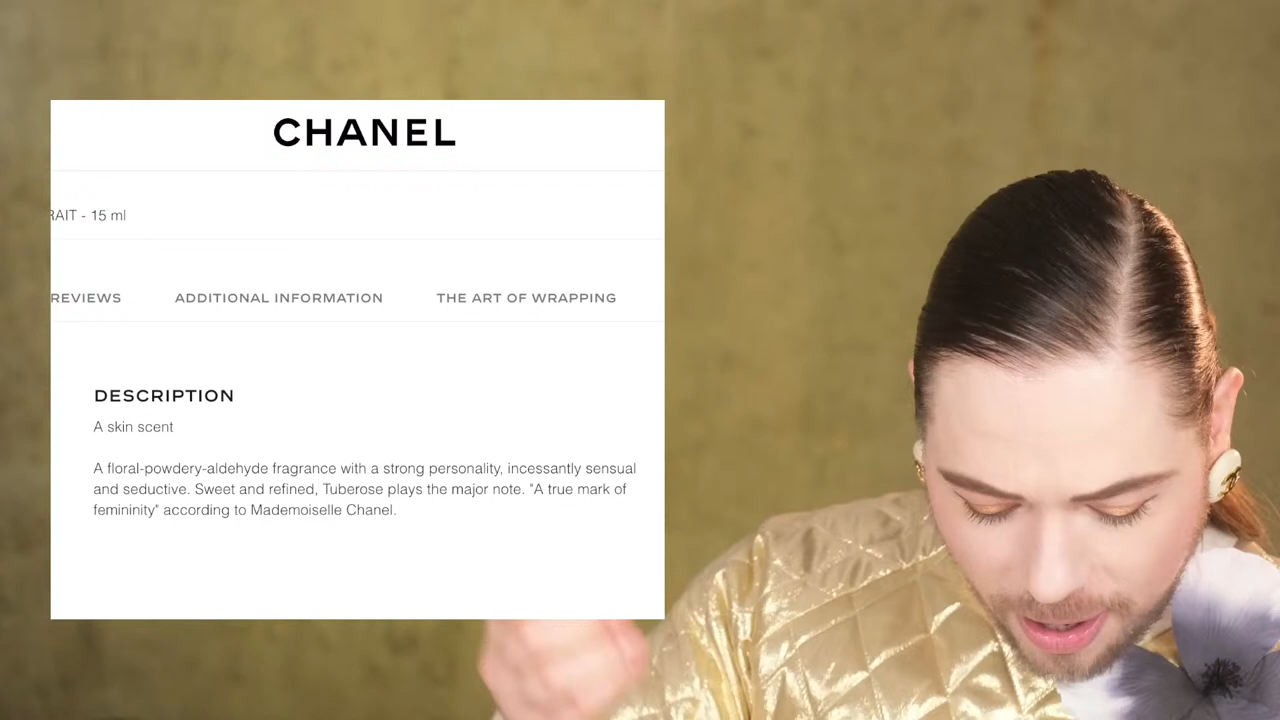 CHANEL
RAIT - 15 ml
REVIEWS ADDITIONAL INFORMATION THE ART OF WRAPPING
DESCRIPTION
A skin scent
A floral-powdery-aldehyde fragrance with a strong personality, incessantly sensual
and seductive. Sweet and refined, Tuberose plays the major note. "A true mark of
femininity" according to Mademoiselle Chanel.